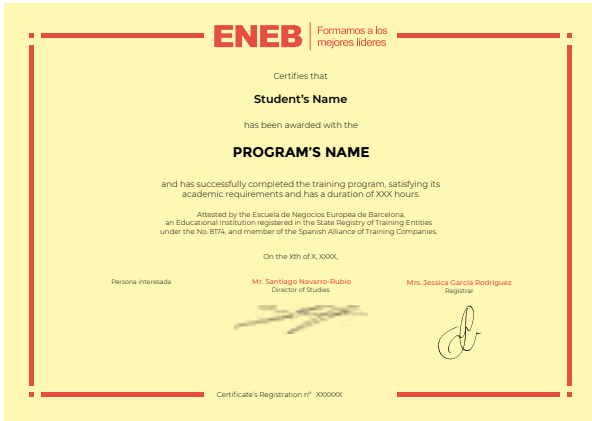 ENEB
Formamos a los
mejores líderes
Certifies that
Student's Name
has been awarded with the
PROGRAM'S NAME
and has successfully completed the training program, satisfying its
academic requirements and has a duration of XXX hours.
Attested by the Escuela de Negocios Europea de Barcelona,
an Educational Institution registered in the State Registry of Training Entities
under the No. 8174, and member of the Spanish Alliance of Training Companies.
On the Xth of X, XXXX,
Persona interesada
Mr. Santiago Navarro-Rubio
Director of Studies
Mrs. Jessica García Rodríguez
Registrar
Certificate's Registration nº XXXXXX